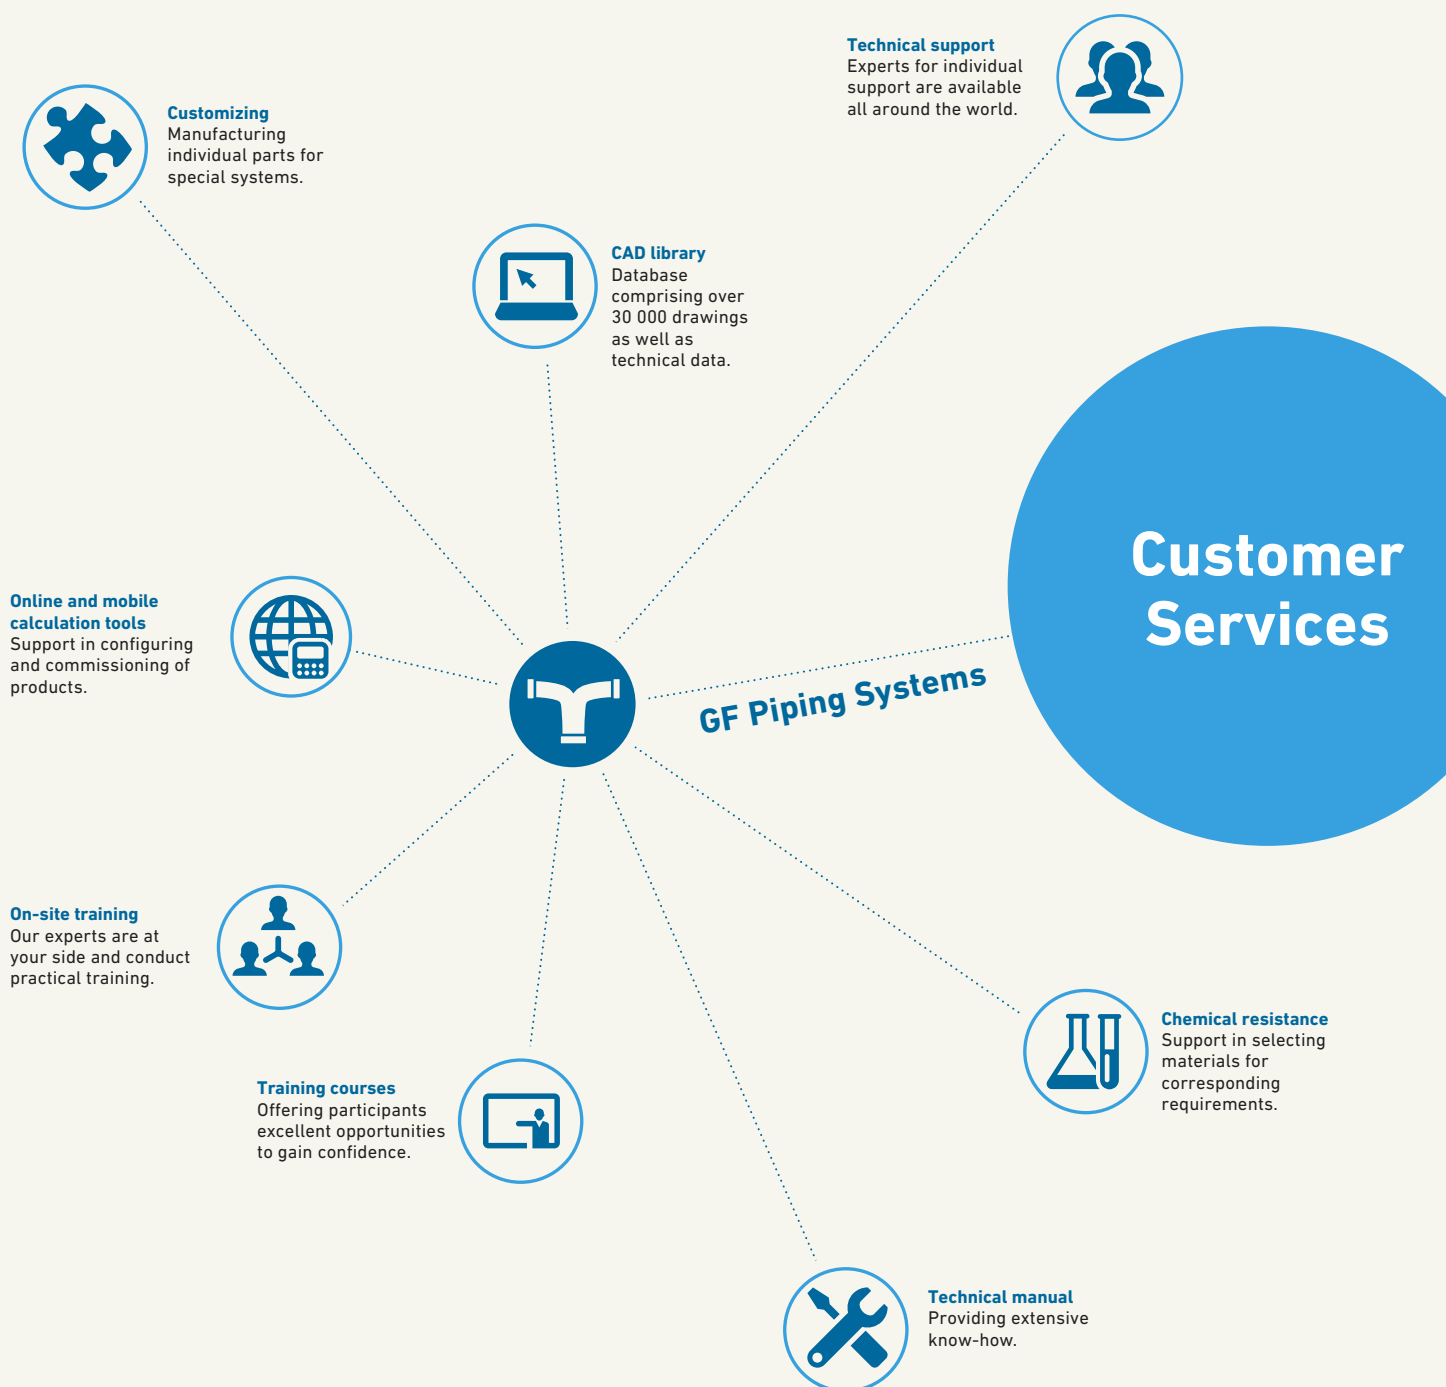 Technical support
Experts for individual
support are available
all around the world.
Customizing
Manufacturing
individual parts for
special systems.
CAD library
Database
comprising over
30 000 drawings
as well as
technical data.
Customer
Services
Online and mobile
calculation tools
Support in configuring
and commissioning of
products.
GF Piping Systems
On-site training
Our experts are at
your side and conduct
practical training.
Chemical resistance
Support in selecting
materials for
corresponding
requirements.
Training courses
Offering participants
excellent opportunities
to gain confidence.
Technical manual
Providing extensive
know-how.